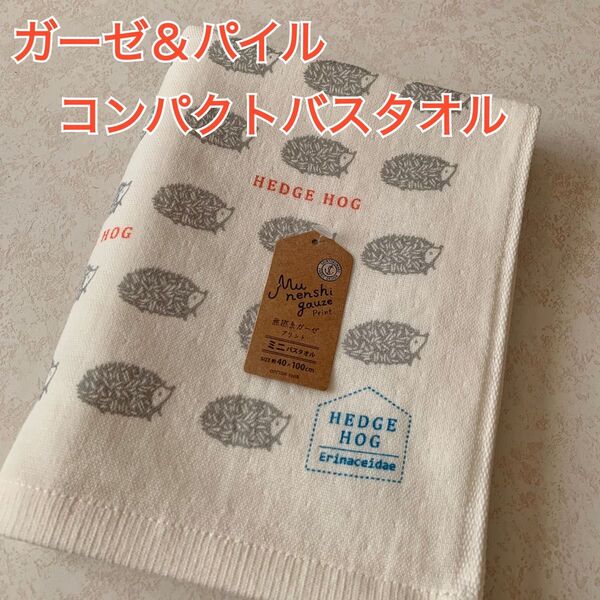 ガーゼ&パイル
コンパクトバスタオル
HEDGE HOG
HOG
Mu
nenshi
gauze
Print
無撚糸ガーゼ
プリント
ミニバスタオル
SIZE 約40×100cm
COTTON 100%
HEDGE
HOG
Erinaceidae